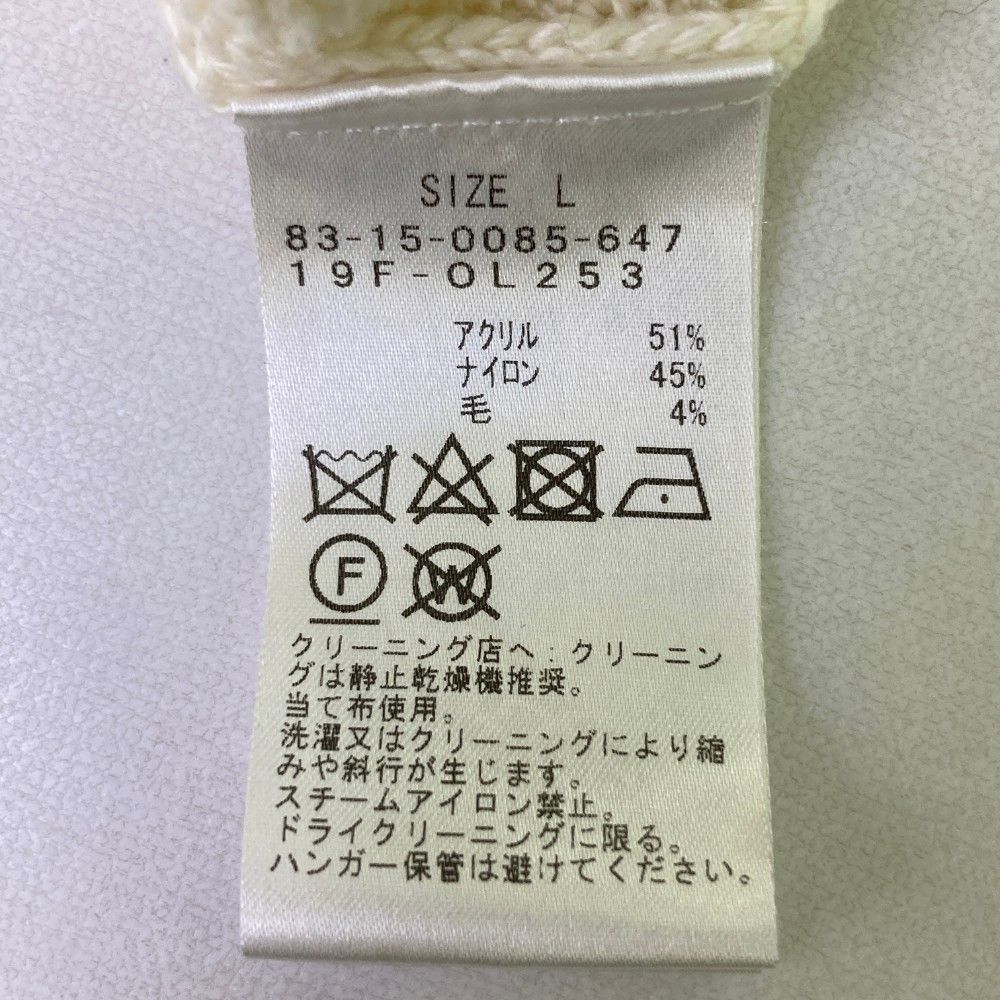 SIZE L
83-15-0085-647
19F-OL253
アクリル 51%
ナイロン 45%
毛 4%
F W
クリーニング店へ:クリーニン
グは静止乾燥機推奨。
当て布使用。
洗濯又はクリーニングにより縮
みや斜行が生じます。
スチームアイロン禁止。
ドライクリーニングに限る。
ハンガー保管は避けてください。